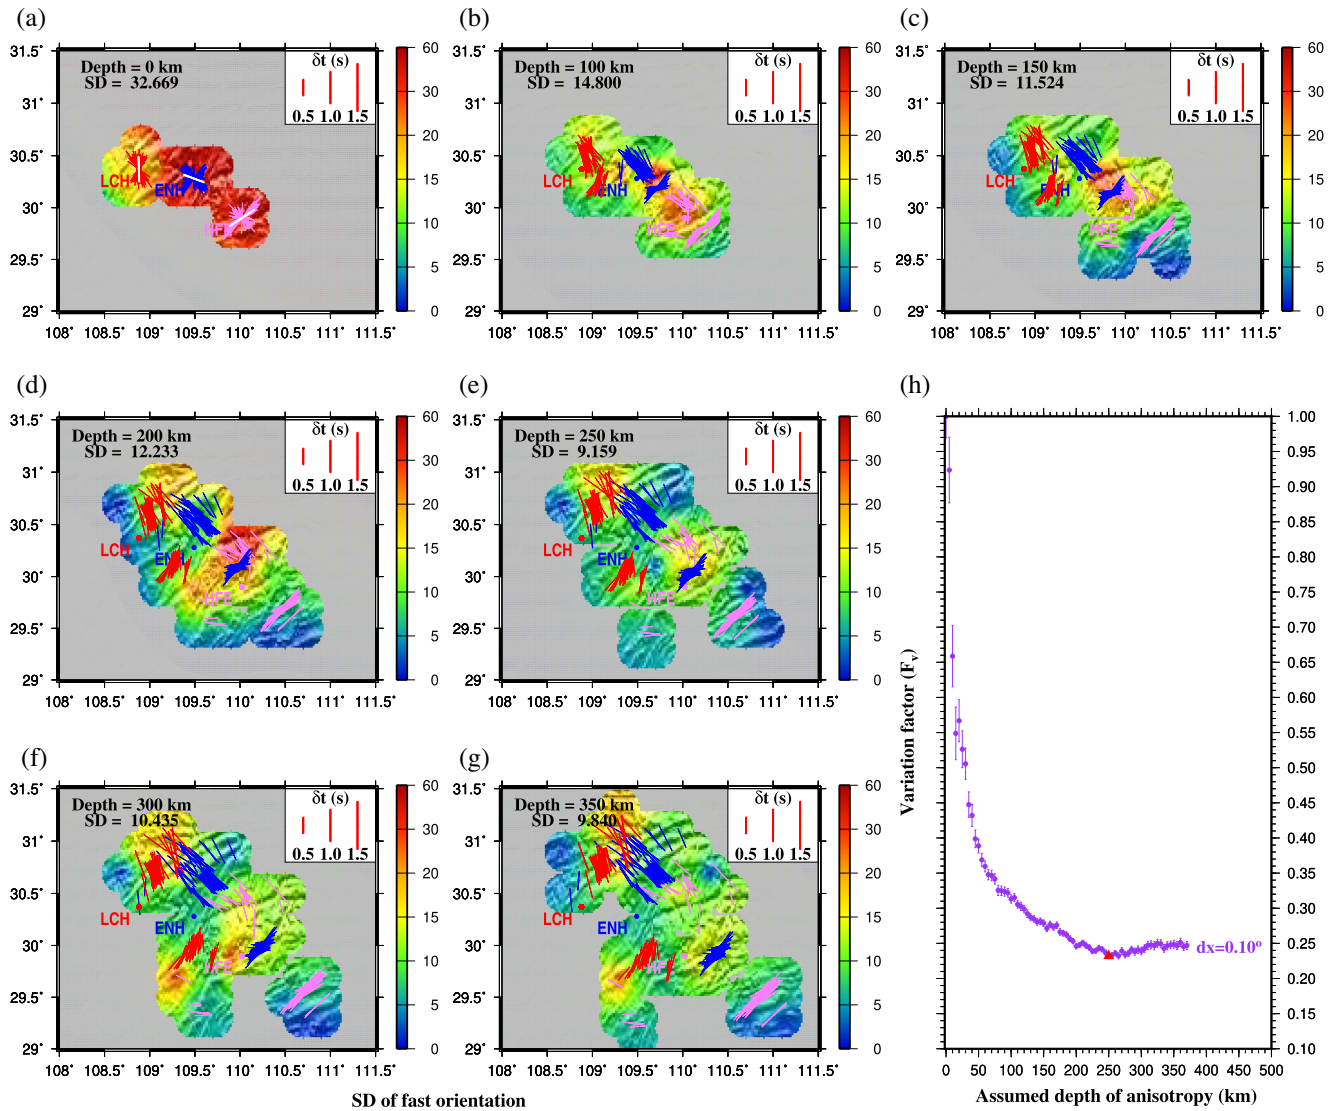 (a)
31.5°
31°
30.5°
30°
29.5°
29°
108° 108.5° 109° 109.5° 110° 110.5° 111° 111.5°
Depth = 0 km
SD = 32.669
δt (s)
0.5 1.0 1.5
LCH
ENH
HFE
60
30
20
15
10
5
0
(b)
108° 108.5° 109° 109.5° 110° 110.5° 111° 111.5°
Depth = 100 km
SD = 14.800
δt (s)
0.5 1.0 1.5
LCH
ENH
HFE
60
30
20
15
10
5
0
(c)
108° 108.5° 109° 109.5° 110° 110.5° 111° 111.5°
Depth = 150 km
SD = 11.524
δt (s)
0.5 1.0 1.5
LCH
ENH
HFE
60
30
20
15
10
5
0
(d)
31.5°
31°
30.5°
30°
29.5°
29°
108° 108.5° 109° 109.5° 110° 110.5° 111° 111.5°
Depth = 200 km
SD = 12.233
δt (s)
0.5 1.0 1.5
LCH
ENH
HFE
60
30
20
15
10
5
0
(e)
108° 108.5° 109° 109.5° 110° 110.5° 111° 111.5°
Depth = 250 km
SD = 9.159
δt (s)
0.5 1.0 1.5
LCH
ENH
HFE
60
30
20
15
10
5
0
(f)
31.5°
31°
30.5°
30°
29.5°
29°
108° 108.5° 109° 109.5° 110° 110.5° 111° 111.5°
Depth = 300 km
SD = 10.435
δt (s)
0.5 1.0 1.5
LCH
ENH
HFE
60
30
20
15
10
5
0
(g)
108° 108.5° 109° 109.5° 110° 110.5° 111° 111.5°
Depth = 350 km
SD = 9.840
δt (s)
0.5 1.0 1.5
LCH
ENH
HFE
60
30
20
15
10
5
0
SD of fast orientation
(h)
Variation factor (Fv)
1.00
0.95
0.90
0.85
0.80
0.75
0.70
0.65
0.60
0.55
0.50
0.45
0.40
0.35
0.30
0.25
0.20
0.15
0.10
dx=0.10°
0 50 100 150 200 250 300 350 400 450 500
Assumed depth of anisotropy (km)